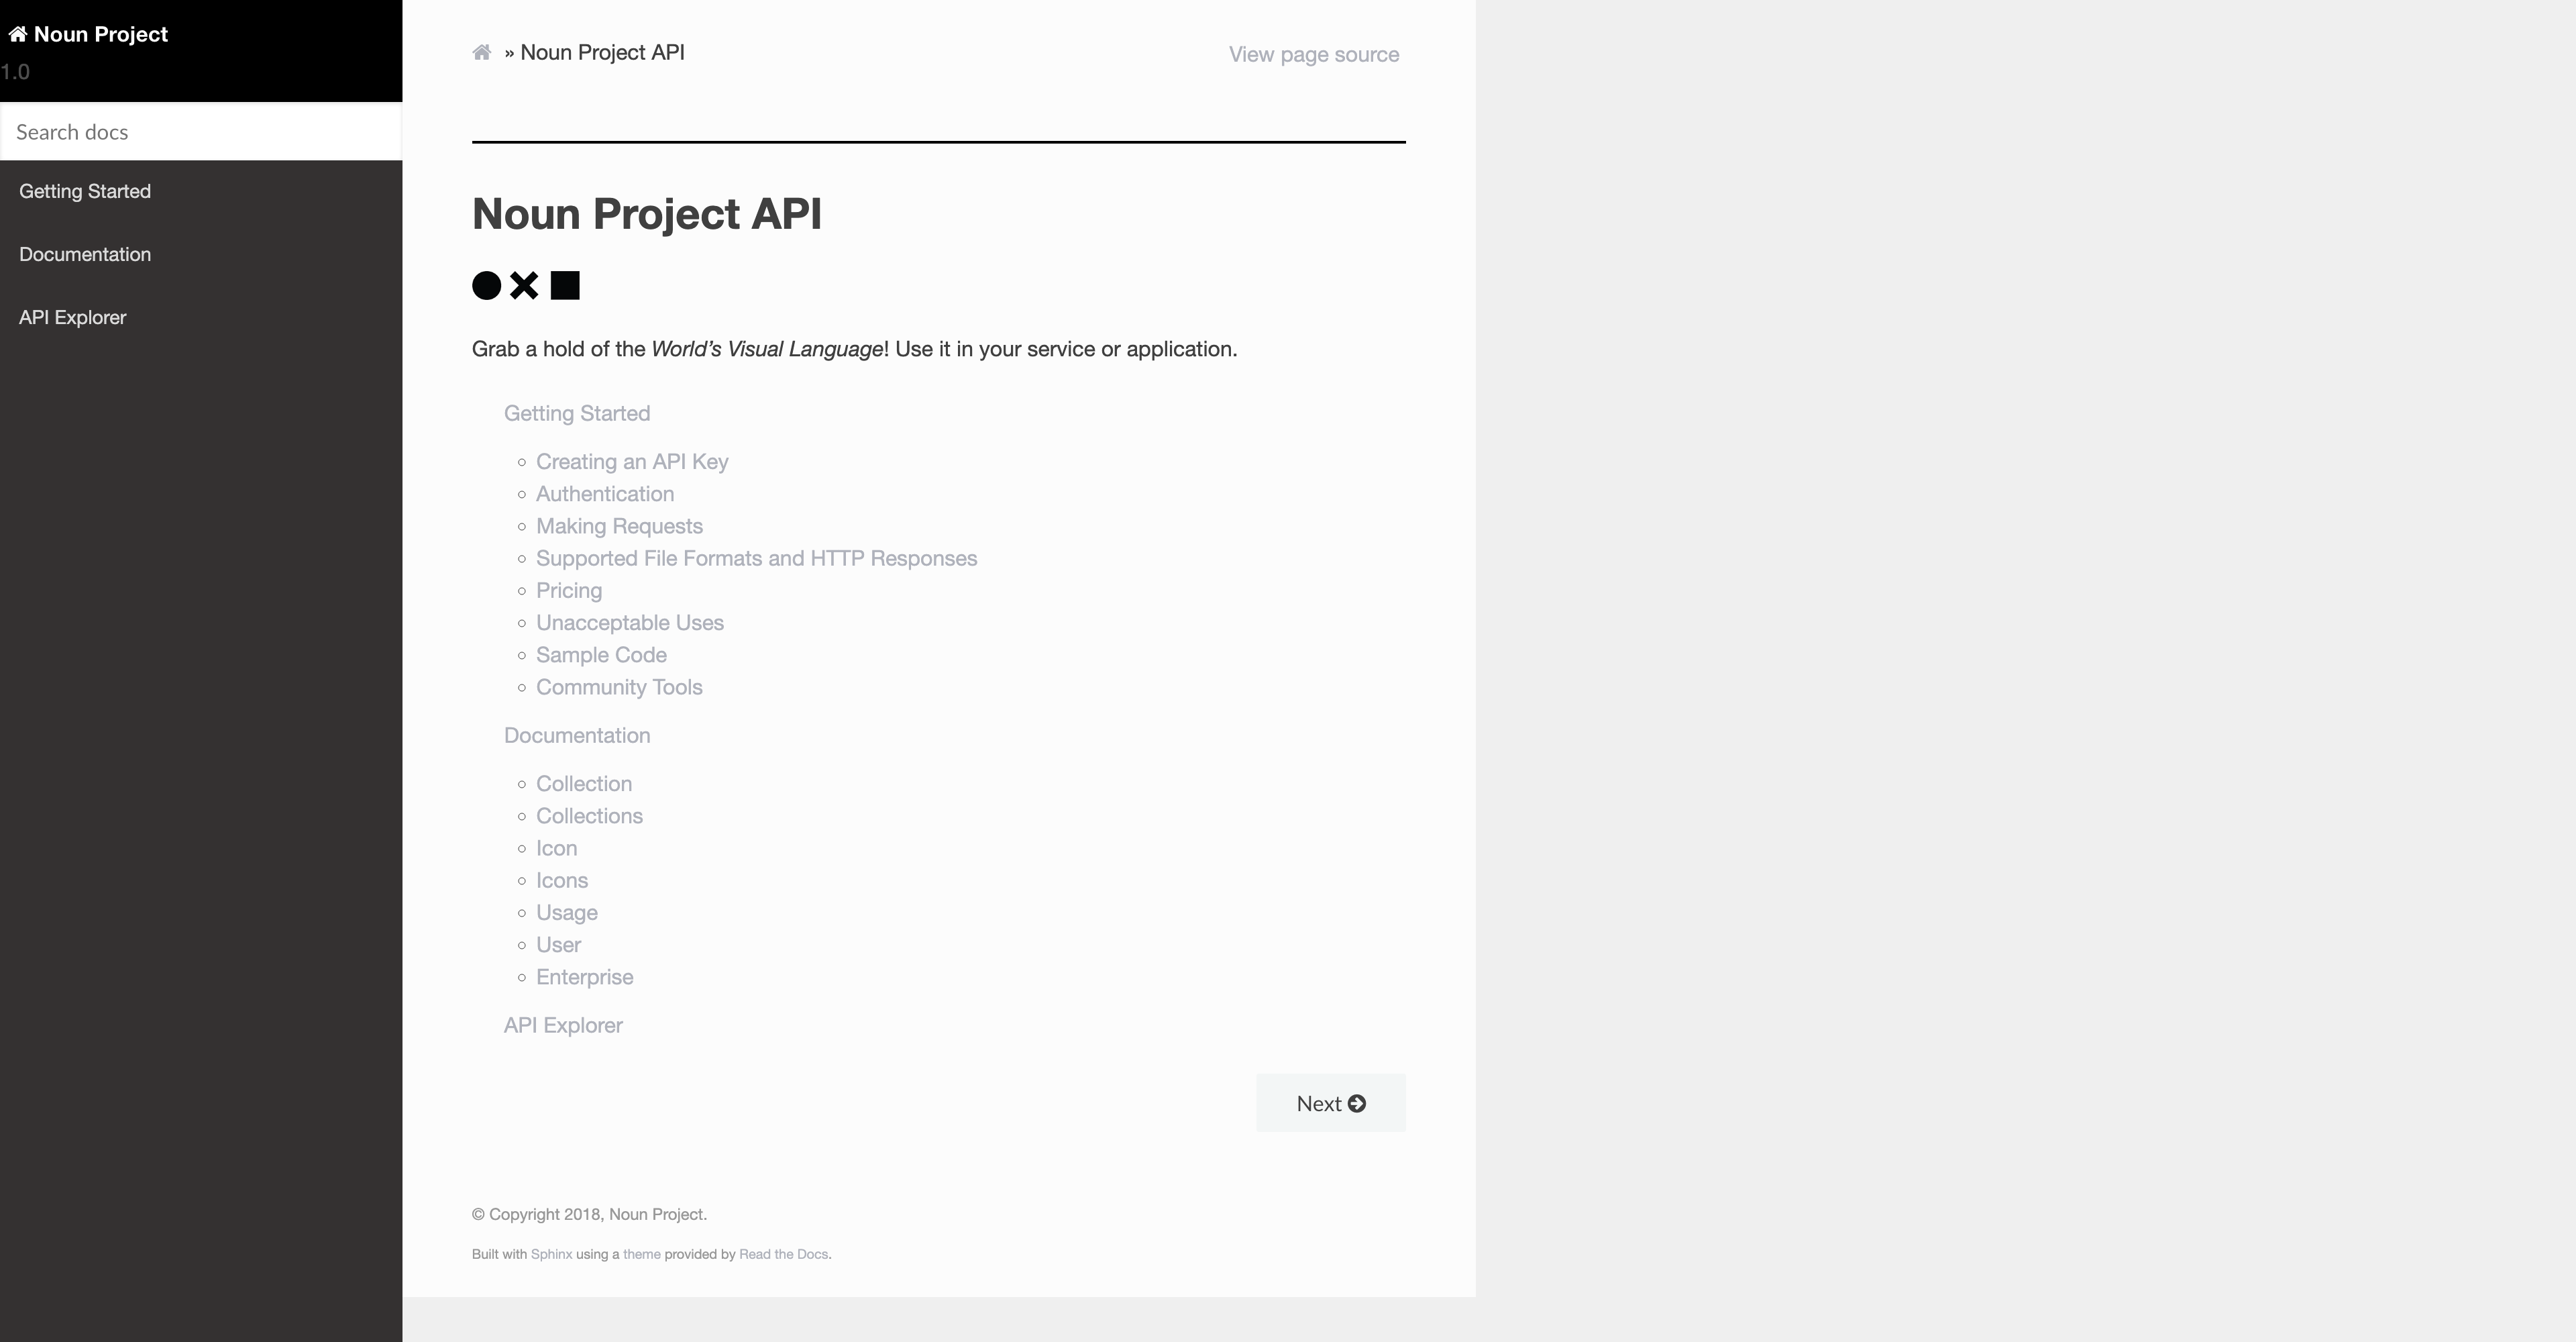 Noun Project
1.0
Search docs
Getting Started
Documentation
API Explorer
» Noun Project API
View page source
Noun Project API
Grab a hold of the World’s Visual Language! Use it in your service or application.
Getting Started
Creating an API Key
Authentication
Making Requests
Supported File Formats and HTTP Responses
Pricing
Unacceptable Uses
Sample Code
Community Tools
Documentation
Collection
Collections
Icon
Icons
Usage
User
Enterprise
API Explorer
Next
© Copyright 2018, Noun Project.
Built with Sphinx using a theme provided by Read the Docs.